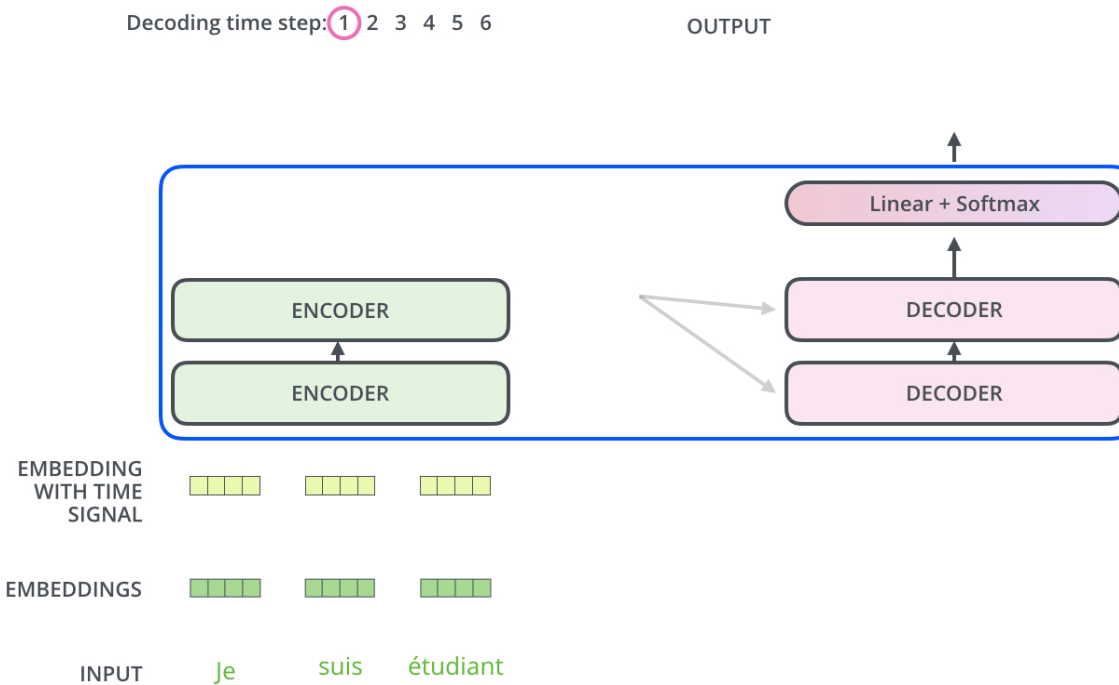 Decoding time step: 1 2 3 4 5 6
OUTPUT
Linear + Softmax
ENCODER
DECODER
ENCODER
DECODER
EMBEDDING
WITH TIME
SIGNAL
EMBEDDINGS
INPUT Je suis étudiant